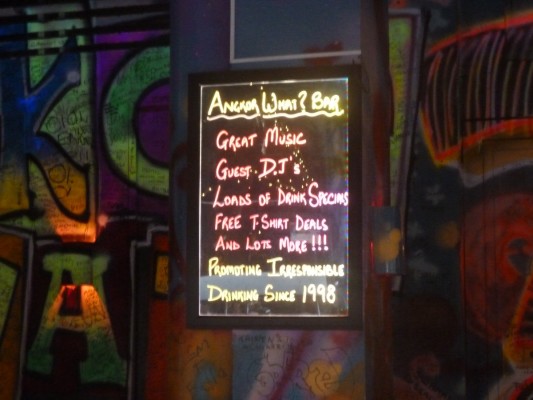 Angkor What? Bar
Great Music
Guest D.J's
Loads of Drink Specials
Free T-Shirt Deals
And Lots More!!!
Promoting Irresponsible
Drinking Since 1998